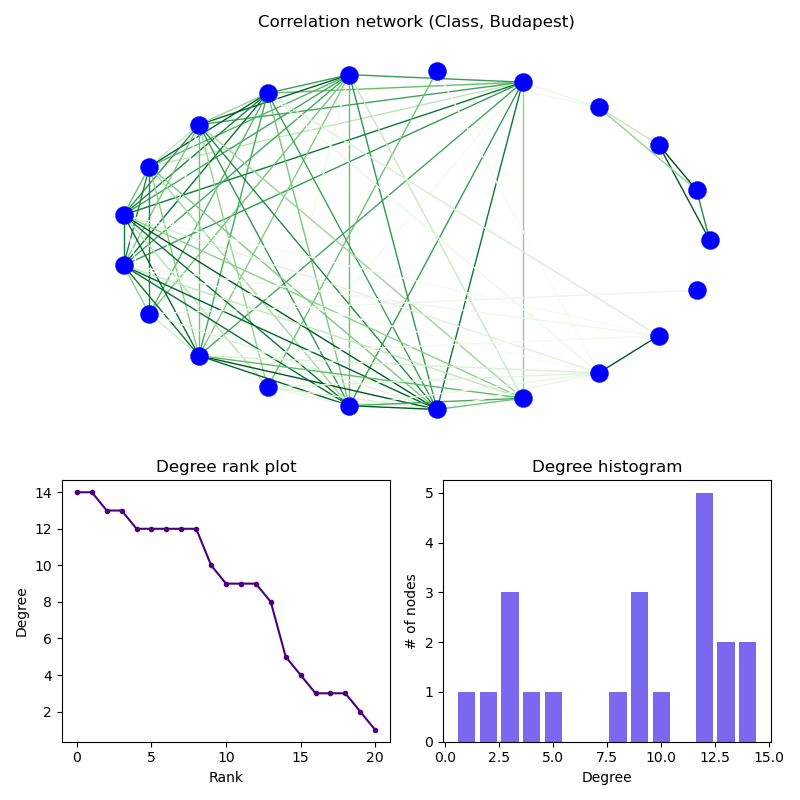 Correlation network (Class, Budapest)
Degree rank plot
Degree
14
12
10
8
6
4
2
0 5 10 15 20
Rank
Degree histogram
# of nodes
5
4
3
2
1
0
0.0 2.5 5.0 7.5 10.0 12.5 15.0
Degree